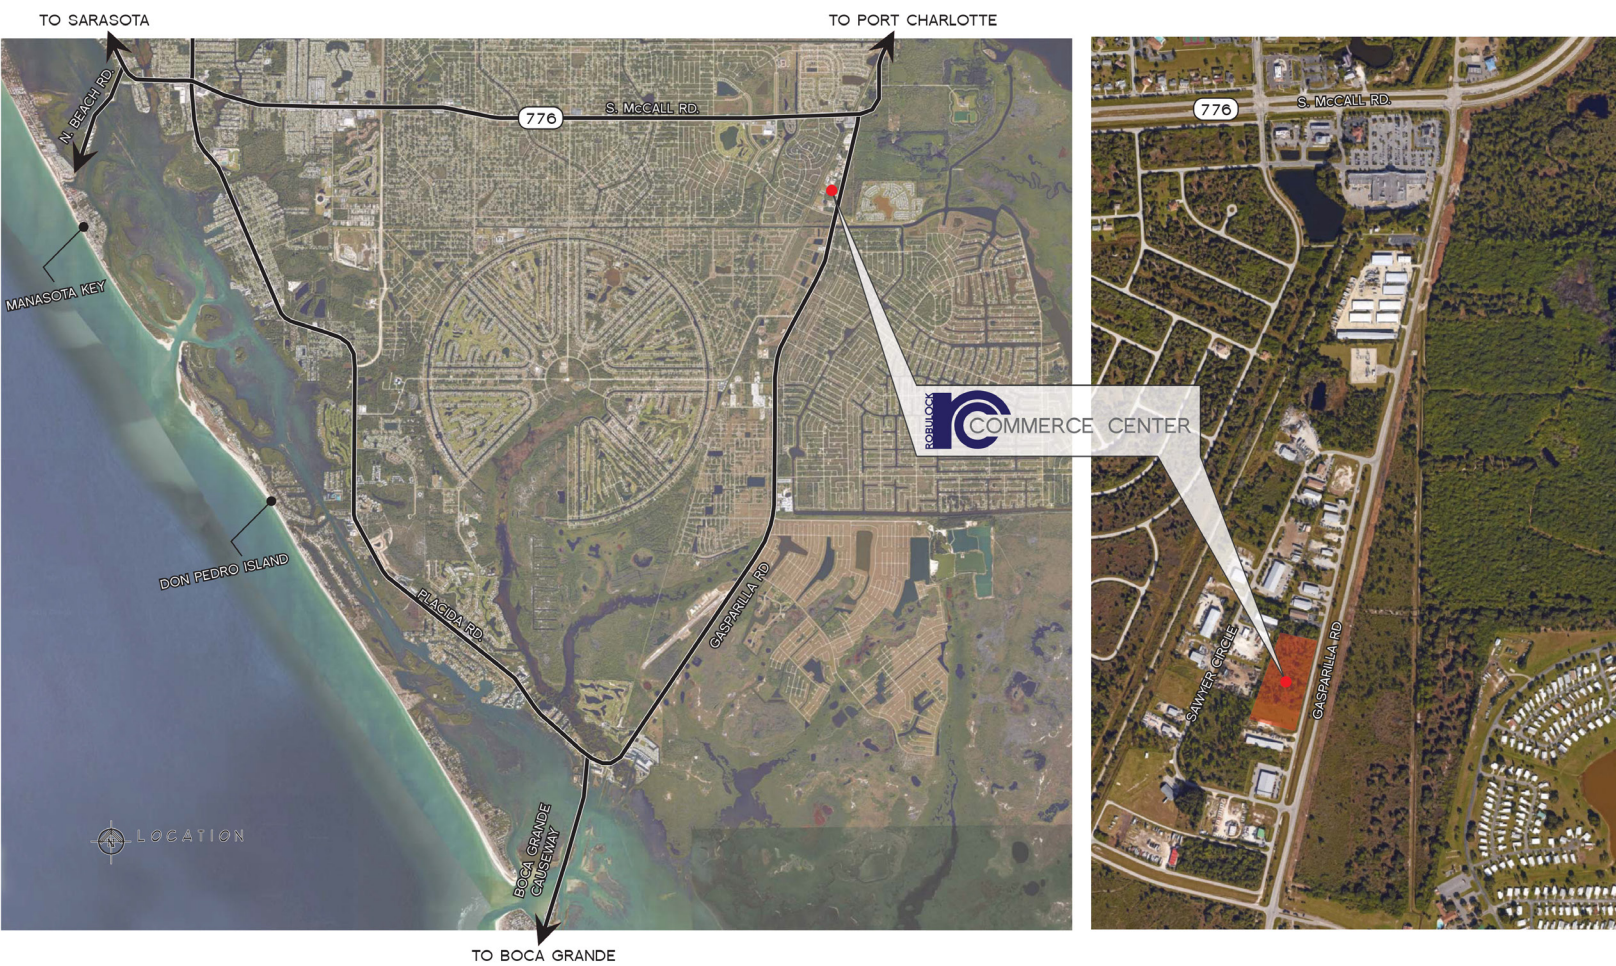 TO SARASOTA
TO PORT CHARLOTTE
N. BEACH RD.
776
S. McCALL RD.
776
S. McCALL RD.
MANASOTA KEY
ROBULOCK
rc
COMMERCE CENTER
DON PEDRO ISLAND
PLACIDA RD.
GASPARILLA RD
SAWYER CIRCLE
GASPARILLA RD
N
LOCATION
BOCA GRANDE
CAUSEWAY
TO BOCA GRANDE